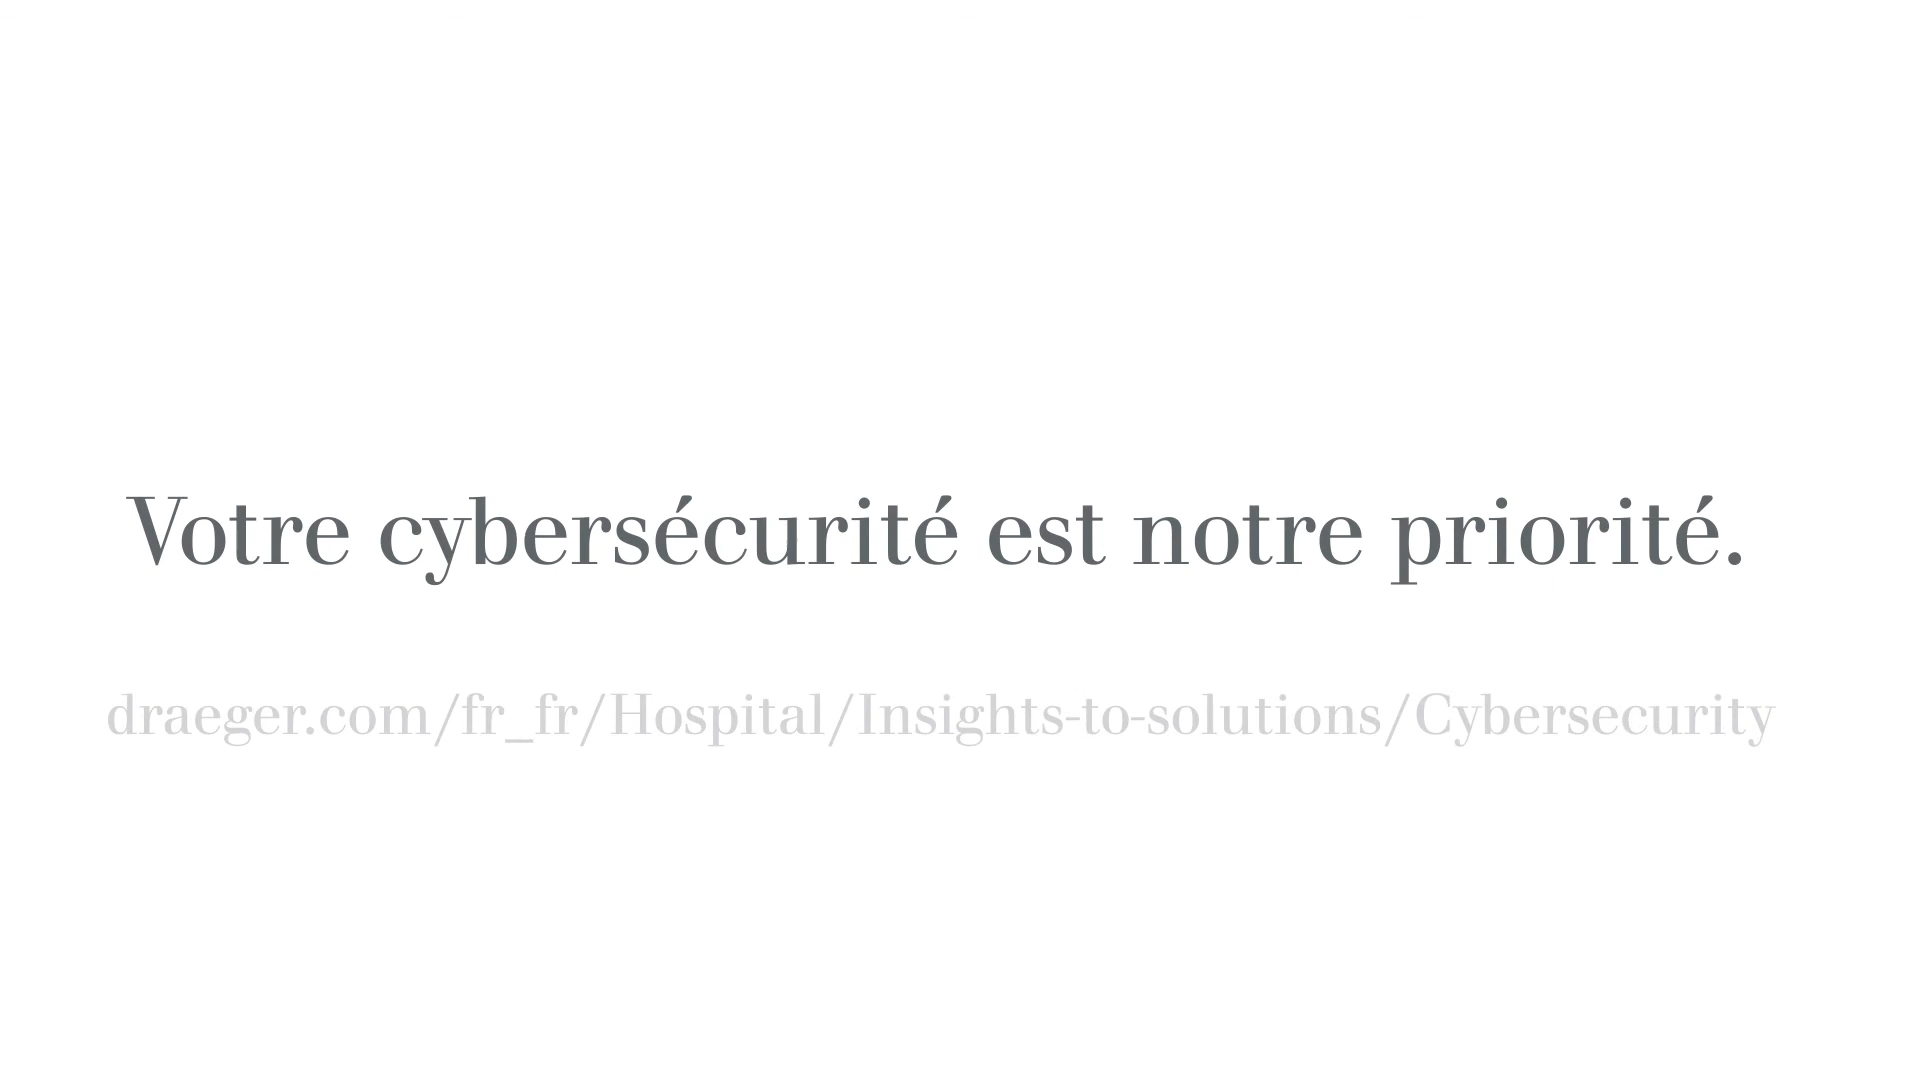 Votre cybersécurité est notre priorité.
draeger.com/fr_fr/Hospital/Insights-to-solutions/Cybersecurity